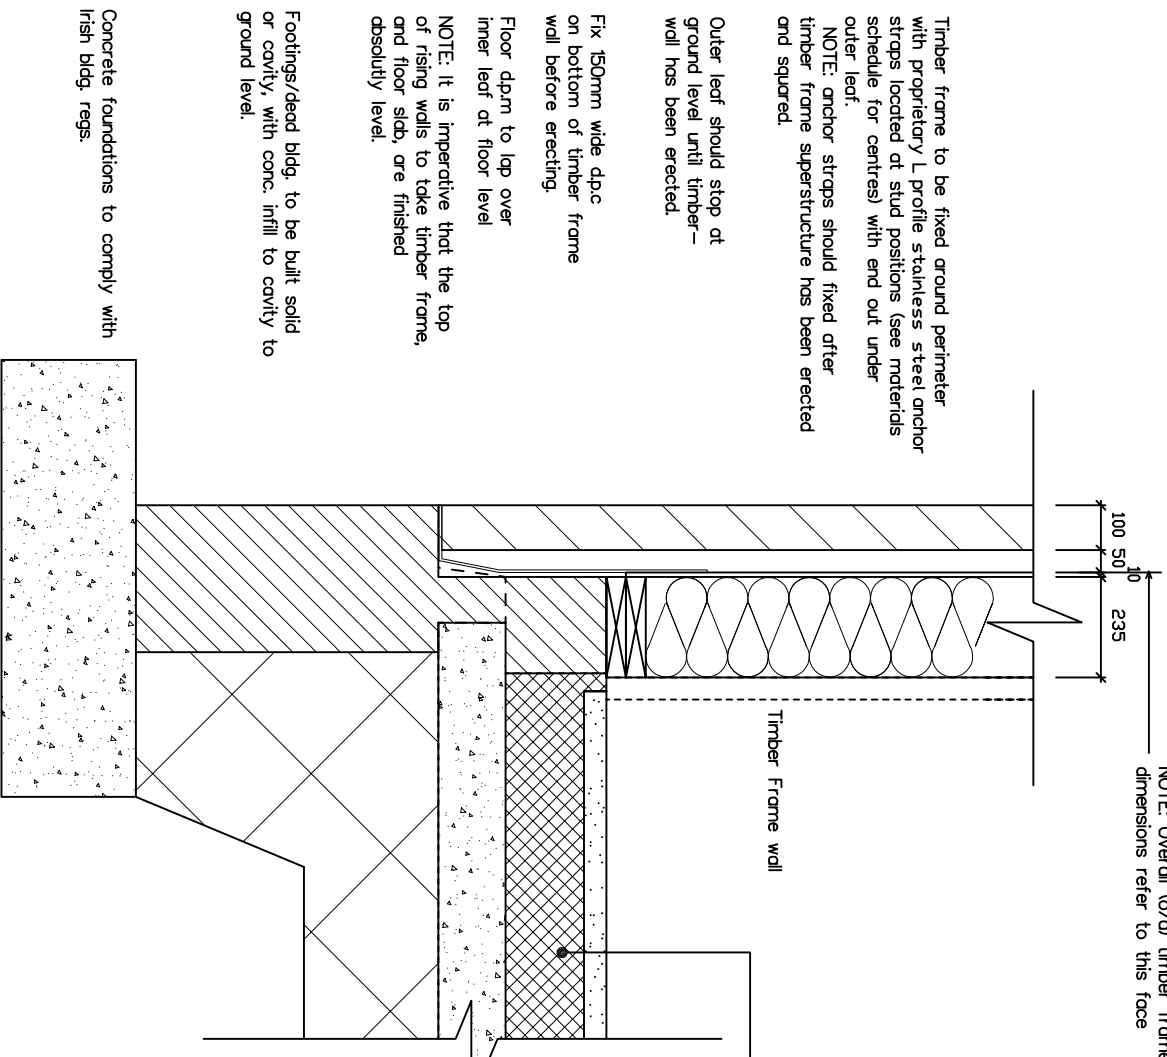 NOTE: Overall (o/a) timber frame
dimensions refer to this face
100 50 10 235
Timber frame to be fixed around perimeter
with proprietary L profile stainless steel anchor
straps located at stud positions (see materials
schedule for centres) with end out under
outer leaf.
NOTE: anchor straps should fixed after
timber frame superstructure has been erected
and squared.
Timber Frame wall
Outer leaf should stop at
ground level until timber-
wall has been erected.
Fix 150mm wide d.p.c
on bottom of timber frame
wall before erecting.
Floor d.p.m to lap over
inner leaf at floor level
NOTE: It is imperative that the top
of rising walls to take timber frame,
and floor slab, are finished
absolutly level.
Footings/dead bldg. to be built solid
or cavity, with conc. infill to cavity to
ground level.
Concrete foundations to comply with
Irish bldg. regs.